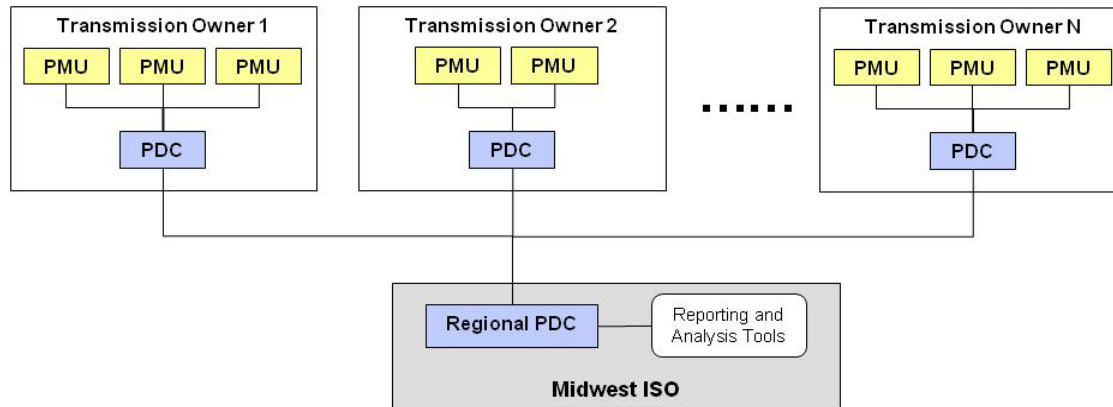 Transmission Owner 1
PMU
PMU
PMU
PDC
Transmission Owner 2
PMU
PMU
PDC
......
Transmission Owner N
PMU
PMU
PMU
PDC
Regional PDC
Reporting and
Analysis Tools
Midwest ISO